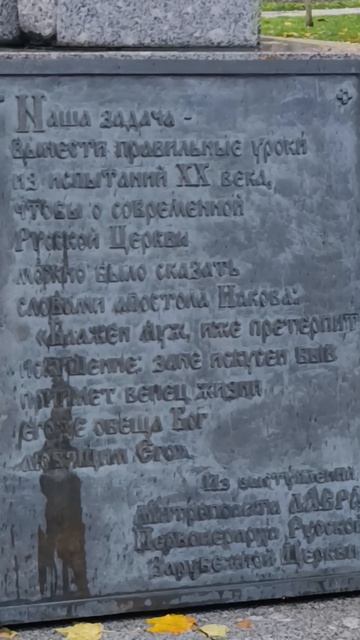 Наша задача -
вынести правильные уроки
из испытаний XX века,
чтобы о современной
Русской Церкви
можно было сказать
словами апостола Иакова:
«Блажен муж, иже претерпит
искушение: зане искусен быв
приимет венец жизни
егоже обеща Бог
любящим Его».
Из выступления
Митрополита ЛАВРА
Первоиерарха Русской
Зарубежной Церкви